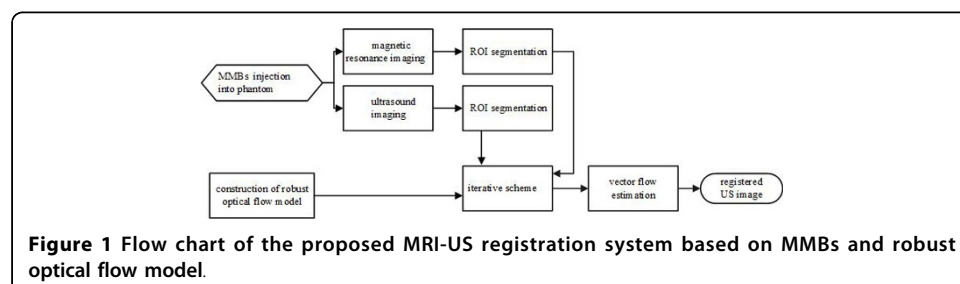 magnetic
resonance imaging
ROI segmentation
MMBs injection
into phantom
ultrasound
imaging
ROI segmentation
construction of robust
optical flow model
iterative scheme
vector flow
estimation
registered
US image
Figure 1 Flow chart of the proposed MRI-US registration system based on MMBs and robust
optical flow model.